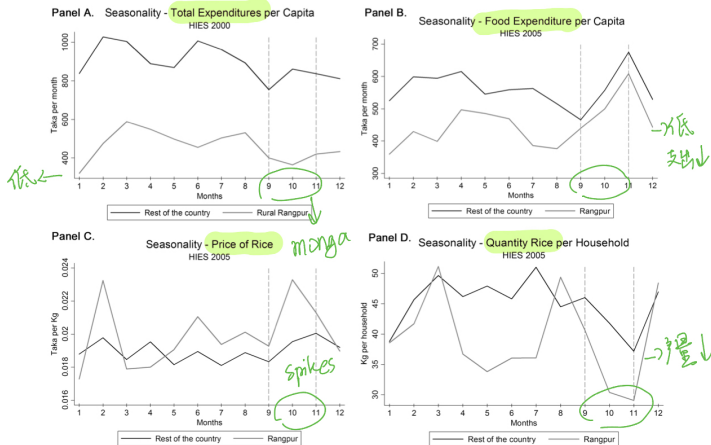 Panel A. Seasonality - Total Expenditures per Capita
HIES 2000
Taka per month
1000
800
600
400
低 ←
1 2 3 4 5 6 7 8 9 10 11 12
Months
Rest of the country Rural Rangpur
monga
Panel B. Seasonality - Food Expenditure per Capita
HIES 2005
Taka per month
700
600
500
400
300
→ 低
支出↓
1 2 3 4 5 6 7 8 9 10 11 12
Months
Rest of the country Rangpur
Panel C. Seasonality - Price of Rice
HIES 2005
Taka per Kg
0.024
0.022
0.02
0.018
0.016
spikes
1 2 3 4 5 6 7 8 9 10 11 12
Months
Rest of the country Rangpur
Panel D. Seasonality - Quantity Rice per Household
HIES 2005
Kg per household
50
45
40
35
30
→ 产量↓
1 2 3 4 5 6 7 8 9 10 11 12
Months
Rest of the country Rangpur